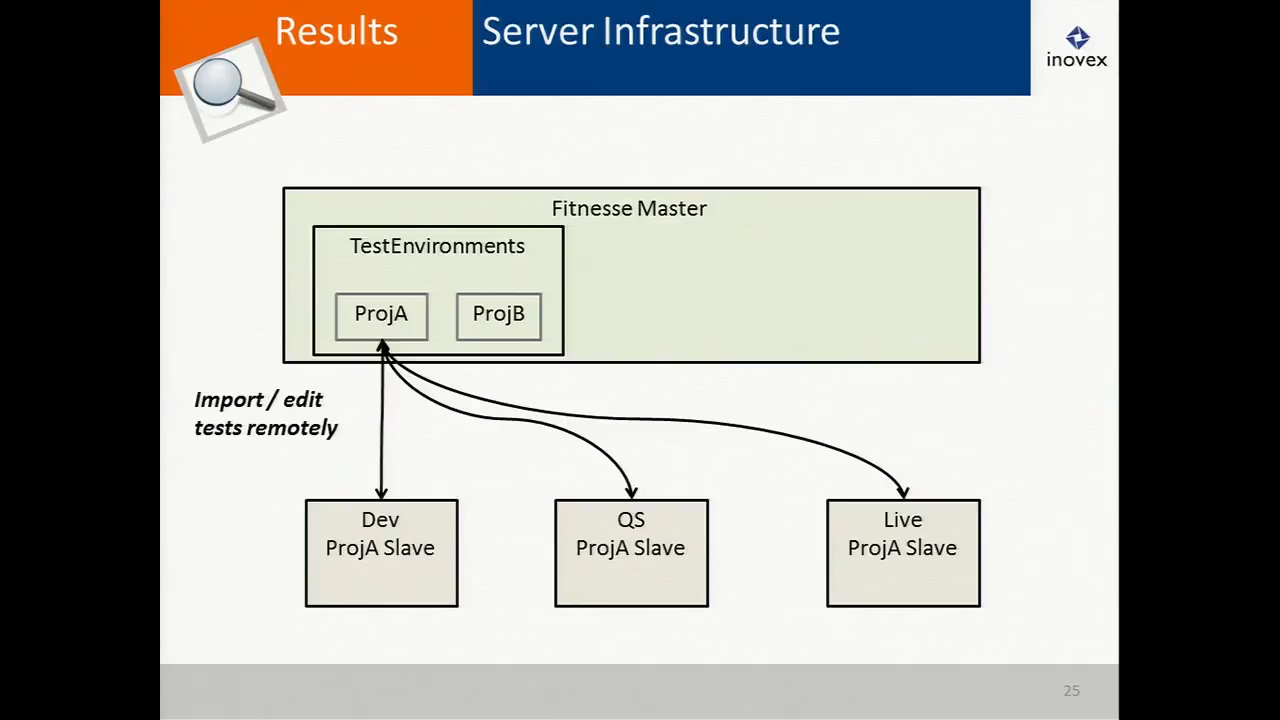 Results
Server Infrastructure
inovex
Fitnesse Master
TestEnvironments
ProjA
ProjB
Import / edit
tests remotely
Dev
ProjA Slave
QS
ProjA Slave
Live
ProjA Slave
25